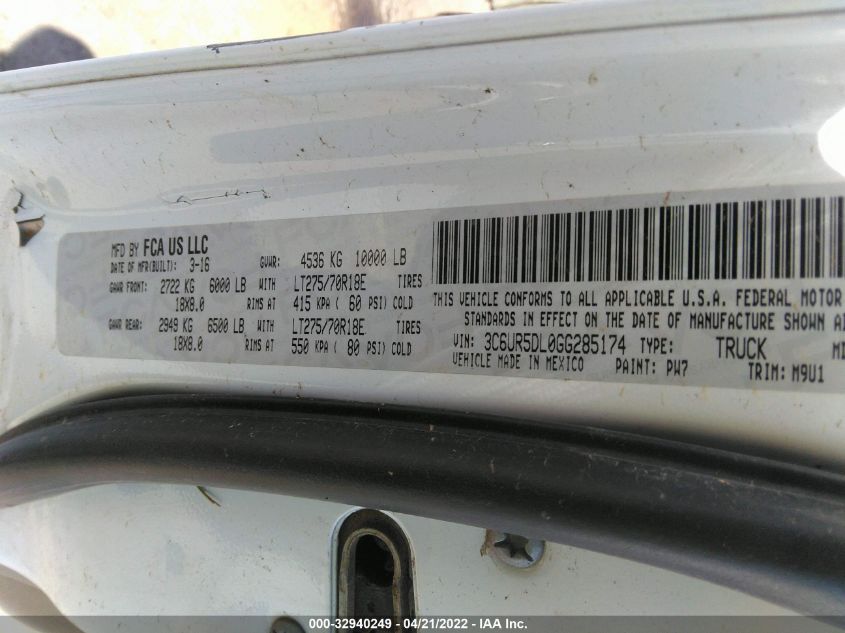 MFD BY FCA US LLC
DATE OF MFR(BUILT): 3-16 GVWR: 4536 KG 10000 LB
GAWR FRONT: 2722 KG 6000 LB WITH LT275/70R18E TIRES
18X8.0 RIMS AT 415 KPA ( 60 PSI) COLD
GAWR REAR: 2949 KG 6500 LB WITH LT275/70R18E TIRES
18X8.0 RIMS AT 550 KPA ( 80 PSI) COLD
THIS VEHICLE CONFORMS TO ALL APPLICABLE U.S.A. FEDERAL MOTOR
STANDARDS IN EFFECT ON THE DATE OF MANUFACTURE SHOWN
VIN: 3C6UR5DL0GG285174 TYPE: TRUCK
VEHICLE MADE IN MEXICO PAINT: PW7 TRIM: M9U1
000-32940249 - 04/21/2022 - IAA Inc.